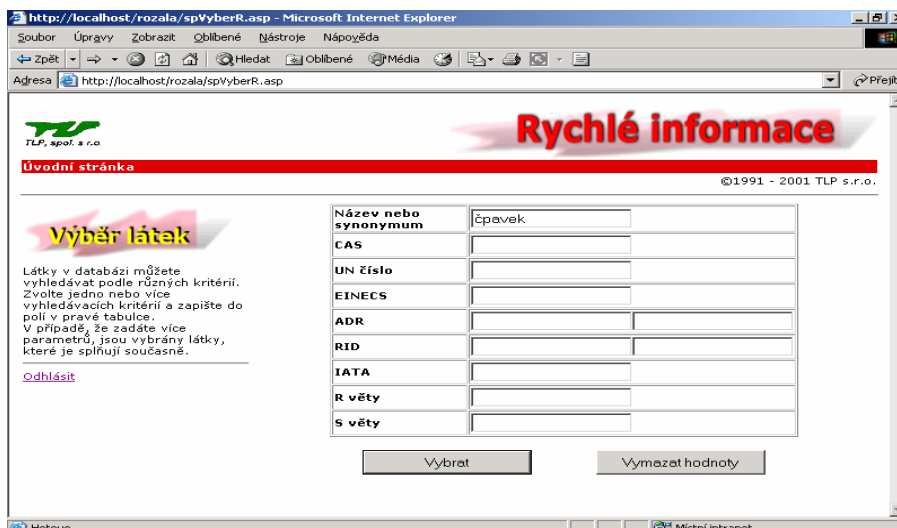 http://localhost/rozala/spVyberR.asp - Microsoft Internet Explorer
Soubor Úpravy Zobrazit Oblíbené Nástroje Nápověda
Zpět Hledat Oblíbené Média
Adresa http://localhost/rozala/spVyberR.asp Přejít
TLP, spol. s r.o.
Rychlé informace
Úvodní stránka
©1991 - 2001 TLP s.r.o.
Výběr látek
Látky v databázi můžete
vyhledávat podle různých kritérií.
Zvolte jedno nebo více
vyhledávacích kritérií a zapište do
polí v pravé tabulce.
V případě, že zadáte více
parametrů, jsou vybrány látky,
které je splňují současně.
Odhlásit
Název nebo
synonymum čpavek
CAS
UN číslo
EINECS
ADR
RID
IATA
R věty
S věty
Vybrat Vymazat hodnoty
Hotovo Místní intranet